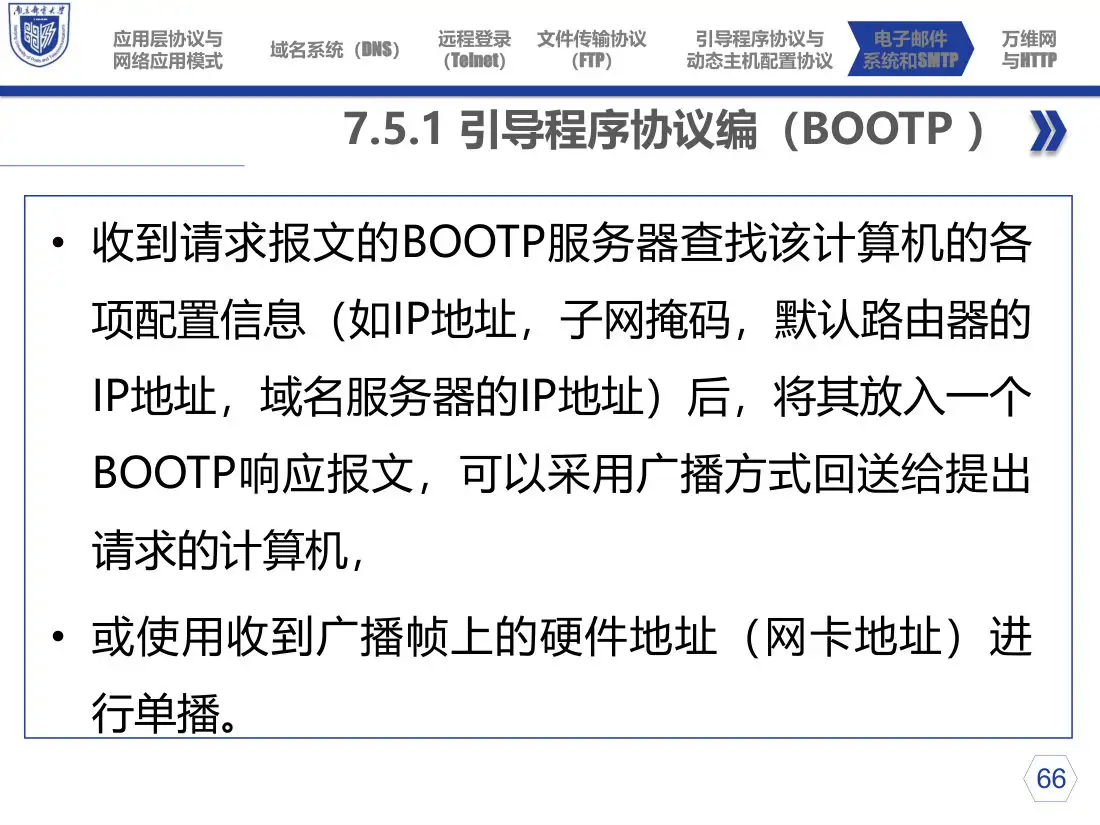 应用层协议与
网络应用模式
域名系统（DNS）
远程登录
（Telnet）
文件传输协议
（FTP）
引导程序协议与
动态主机配置协议
电子邮件
系统和SMTP
万维网
与HTTP
7.5.1 引导程序协议编（BOOTP ）
• 收到请求报文的BOOTP服务器查找该计算机的各
项配置信息（如IP地址，子网掩码，默认路由器的
IP地址，域名服务器的IP地址）后，将其放入一个
BOOTP响应报文，可以采用广播方式回送给提出
请求的计算机，
• 或使用收到广播帧上的硬件地址（网卡地址）进
行单播。
66